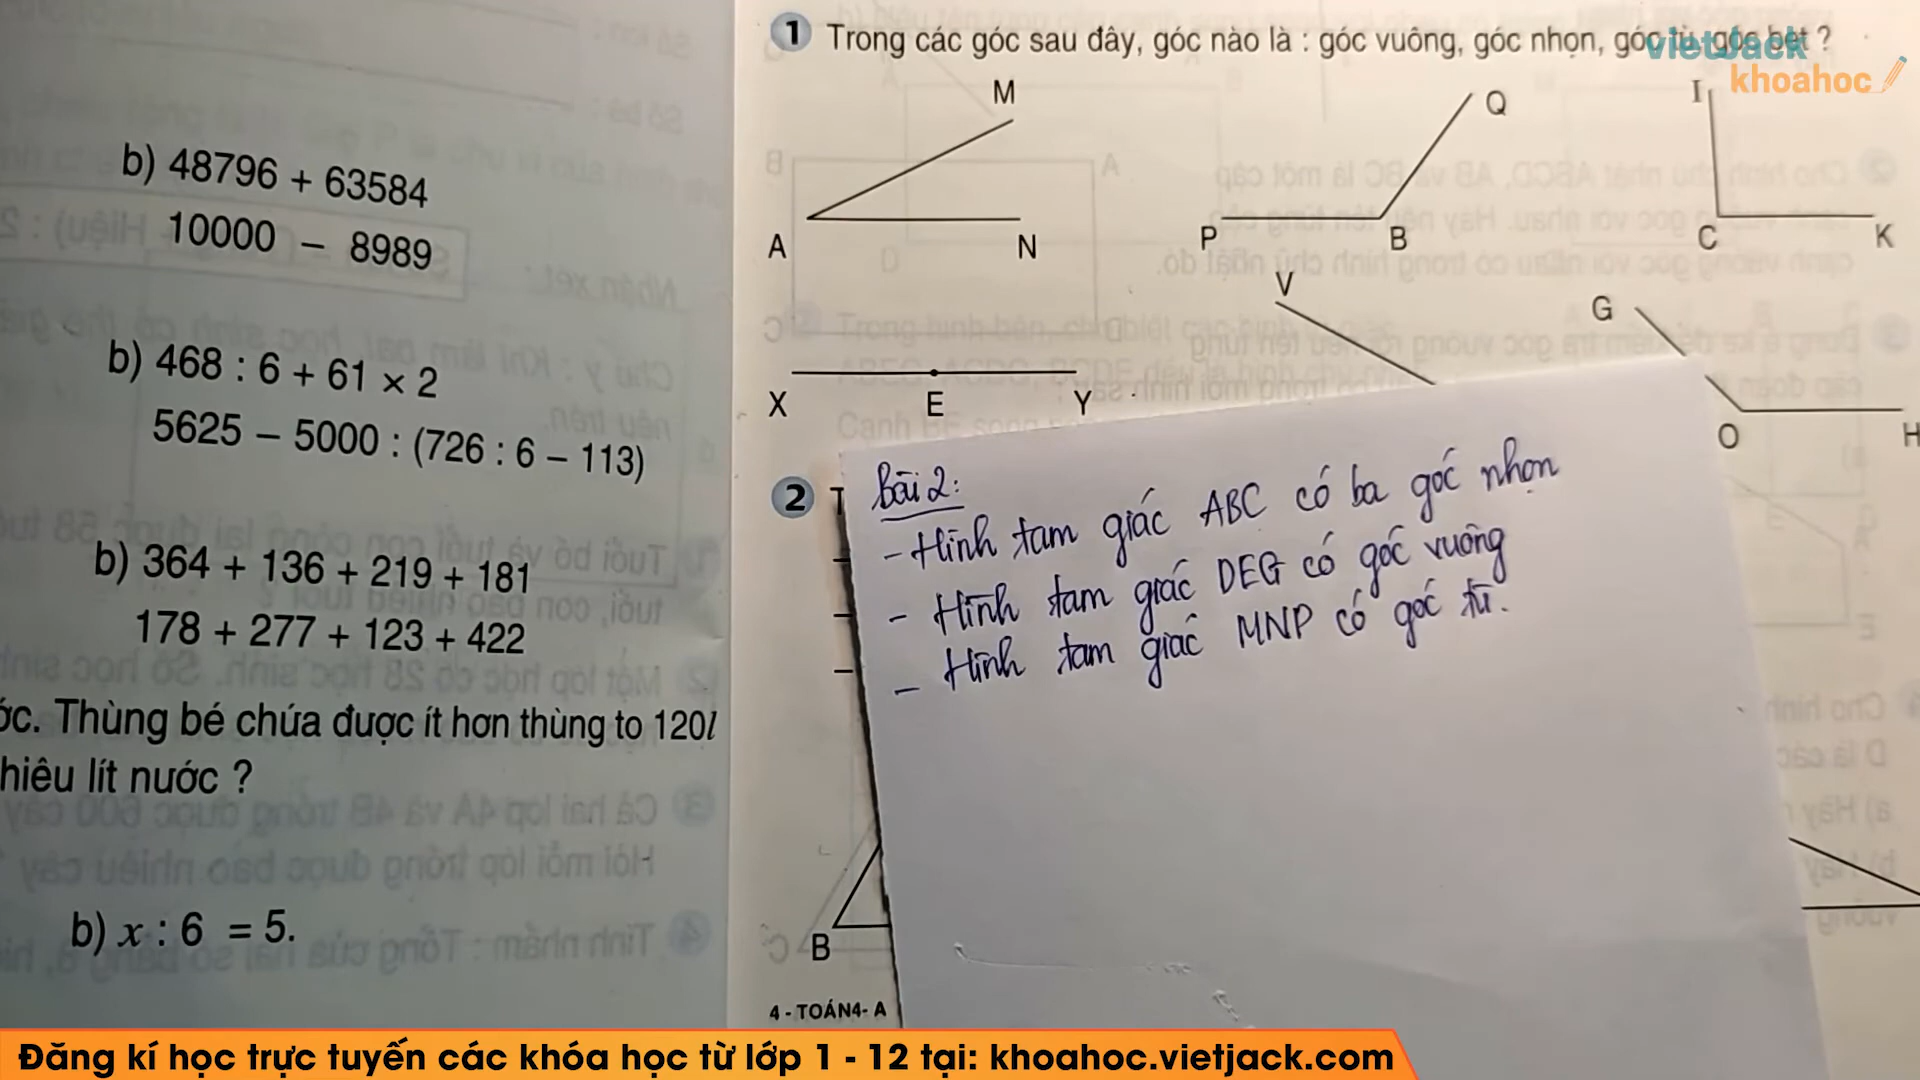 b) 48796 + 63584
10000 – 8989
b) 468 : 6 + 61 × 2
5625 – 5000 : (726 : 6 – 113)
b) 364 + 136 + 219 + 181
178 + 277 + 123 + 422
ớc. Thùng bé chứa được ít hơn thùng to 120l
hiêu lít nước ?
b) x : 6 = 5.
1 Trong các góc sau đây, góc nào là : góc vuông, góc nhọn, góc tù, góc bẹt ?
vietJack
khoahoc
M
A
N
Q
P
B
I
C
K
V
G
X
E
Y
O
H
2 T
Bài 2:
– Hình tam giác ABC có ba góc nhọn
– Hình tam giác DEG có góc vuông
– Hình tam giác MNP có góc tù.
B
4 - TOÁN4- A
Đăng kí học trực tuyến các khóa học từ lớp 1 - 12 tại: khoahoc.vietjack.com